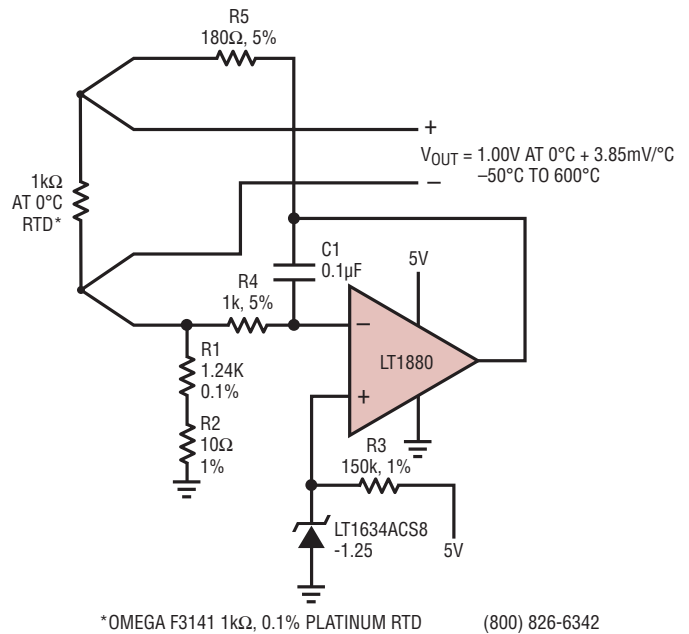 R5
180Ω, 5%
+
VOUT = 1.00V AT 0°C + 3.85mV/°C
–50°C TO 600°C
–
1kΩ
AT 0°C
RTD*
C1
0.1µF
5V
R4
1k, 5%
–
LT1880
+
R1
1.24K
0.1%
R2
10Ω
1%
R3
150k, 1%
LT1634ACS8
-1.25
5V
*OMEGA F3141 1kΩ, 0.1% PLATINUM RTD (800) 826-6342